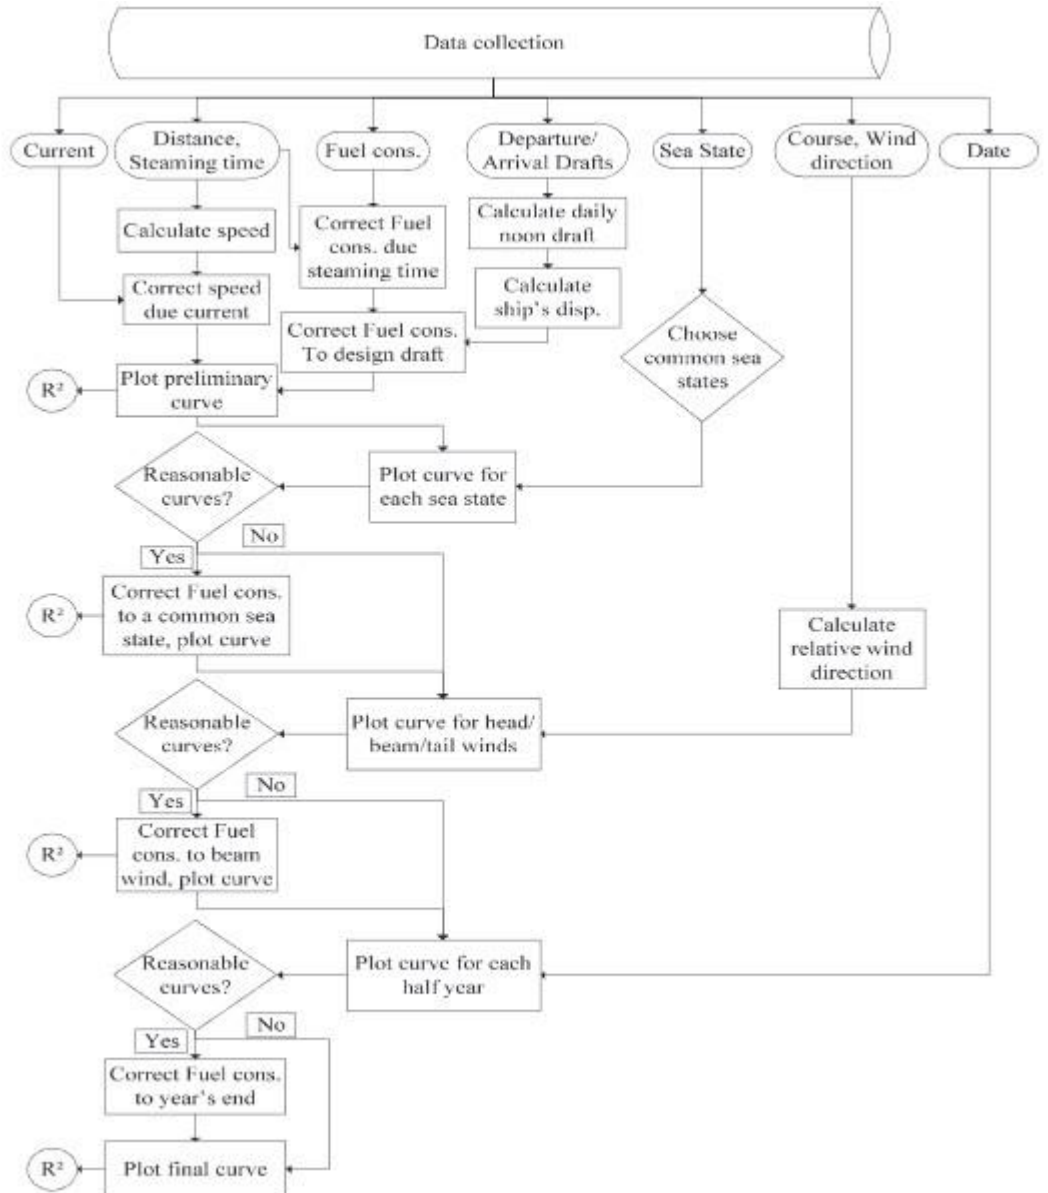 Data collection
Current
Distance,
Steaming time
Fuel cons.
Departure/
Arrival Drafts
Sea State
Course, Wind
direction
Date
Calculate speed
Correct Fuel
cons. due
steaming time
Calculate daily
noon draft
Correct speed
due current
Calculate
ship's disp.
Correct Fuel cons.
To design draft
Choose
common sea
states
R²
Plot preliminary
curve
Reasonable
curves?
Plot curve for
each sea state
No
Yes
R²
Correct Fuel cons.
to a common sea
state, plot curve
Calculate
relative wind
direction
Reasonable
curves?
Plot curve for head/
beam/tail winds
No
Yes
R²
Correct Fuel
cons. to beam
wind, plot curve
Reasonable
curves?
Plot curve for each
half year
No
Yes
Correct Fuel cons.
to year's end
R²
Plot final curve